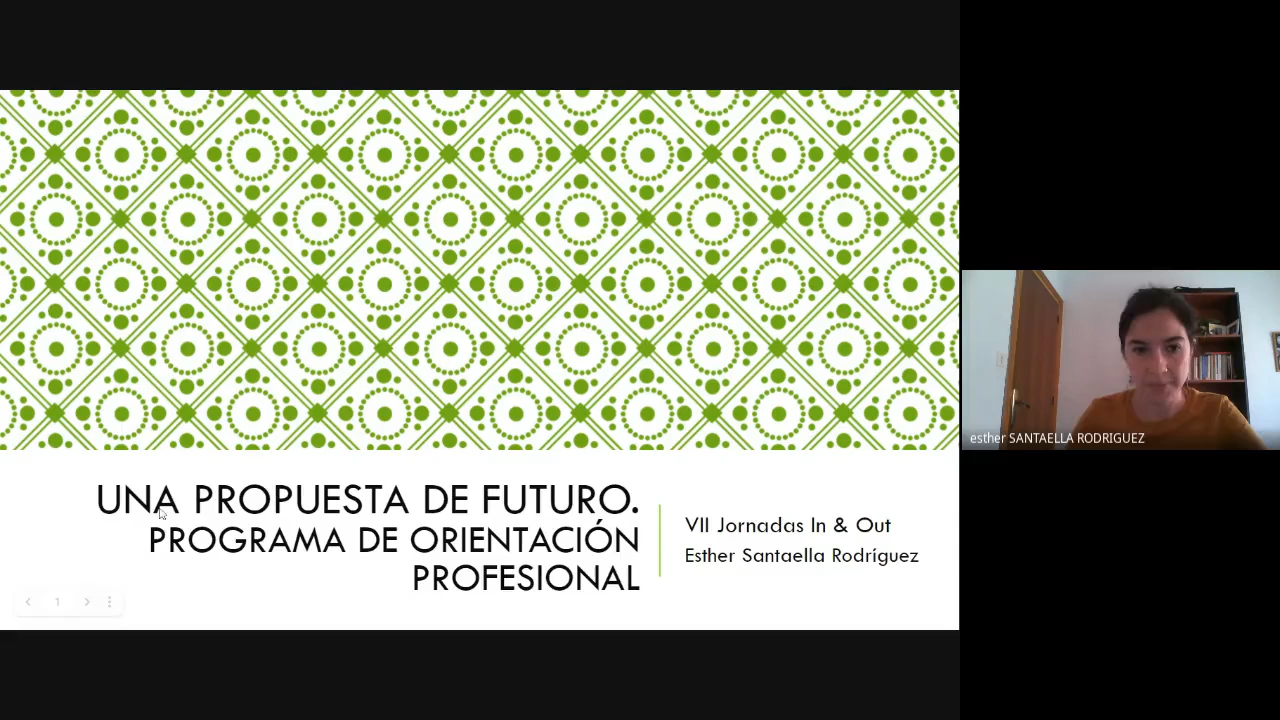 UNA PROPUESTA DE FUTURO.
PROGRAMA DE ORIENTACIÓN
PROFESIONAL
VII Jornadas In & Out
Esther Santaella Rodríguez
1
esther SANTAELLA RODRIGUEZ